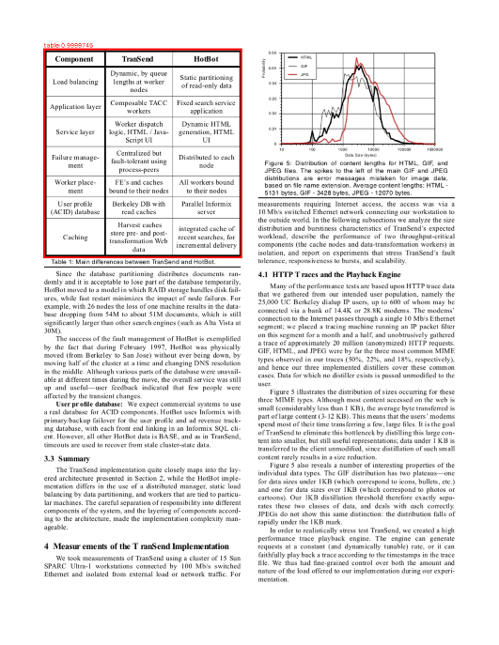 table:0.9999746
Component TranSend HotBot
Load balancing Dynamic, by queue lengths at worker nodes Static partitioning of read-only data
Application layer Composable TACC workers Fixed search service application
Service layer Worker dispatch logic, HTML / Java-Script UI Dynamic HTML generation, HTML UI
Failure manage-ment Centralized but fault-tolerant using process-peers Distributed to each node
Worker place-ment FE's and caches bound to their nodes All workers bound to their nodes
User profile (ACID) database Berkeley DB with read caches Parallel Informix server
Caching Harvest caches store pre- and post-transformation Web data integrated cache of recent searches, for incremental delivery
Table 1: Main differences between TranSend and HotBot.
Since the database partitioning distributes documents ran-
domly and it is acceptable to lose part of the database temporarily,
HotBot moved to a model in which RAID storage handles disk fail-
ures, while fast restart minimizes the impact of node failures. For
example, with 26 nodes the loss of one machine results in the data-
base dropping from 54M to about 51M documents, which is still
significantly larger than other search engines (such as Alta Vista at
30M).
The success of the fault management of HotBot is exemplified
by the fact that during February 1997, HotBot was physically
moved (from Berkeley to San Jose) without ever being down, by
moving half of the cluster at a time and changing DNS resolution
in the middle. Although various parts of the database were unavail-
able at different times during the move, the overall service was still
up and useful—user feedback indicated that few people were
affected by the transient changes.
User profile database: We expect commercial systems to use
a real database for ACID components. HotBot uses Informix with
primary/backup failover for the user profile and ad revenue track-
ing database, with each front end linking in an Informix SQL cli-
ent. However, all other HotBot data is BASE, and as in TranSend,
timeouts are used to recover from stale cluster-state data.
3.3 Summary
The TranSend implementation quite closely maps into the lay-
ered architecture presented in Section 2, while the HotBot imple-
mentation differs in the use of a distributed manager, static load
balancing by data partitioning, and workers that are tied to particu-
lar machines. The careful separation of responsibility into different
components of the system, and the layering of components accord-
ing to the architecture, made the implementation complexity man-
ageable.
4 Measur ements of the T ranSend Implementation
We took measurements of TranSend using a cluster of 15 Sun
SPARC Ultra-1 workstations connected by 100 Mb/s switched
Ethernet and isolated from external load or network traffic. For
HTML
GIF
JPEG
Probability
Data Size (bytes)
Figure 5: Distribution of content lengths for HTML, GIF, and
JPEG files. The spikes to the left of the main GIF and JPEG
distributions are error messages mistaken for image data,
based on file name extension. Average content lengths: HTML -
5131 bytes, GIF - 3428 bytes, JPEG - 12070 bytes.
measurements requiring Internet access, the access was via a
10 Mb/s switched Ethernet network connecting our workstation to
the outside world. In the following subsections we analyze the size
distribution and burstiness characteristics of TranSend's expected
workload, describe the performance of two throughput-critical
components (the cache nodes and data-transformation workers) in
isolation, and report on experiments that stress TranSend's fault
tolerance, responsiveness to bursts, and scalability.
4.1 HTTP T races and the Playback Engine
Many of the performance tests are based upon HTTP trace data
that we gathered from our intended user population, namely the
25,000 UC Berkeley dialup IP users, up to 600 of whom may be
connected via a bank of 14.4K or 28.8K modems. The modems'
connection to the Internet passes through a single 10 Mb/s Ethernet
segment; we placed a tracing machine running an IP packet filter
on this segment for a month and a half, and unobtrusively gathered
a trace of approximately 20 million (anonymized) HTTP requests.
GIF, HTML, and JPEG were by far the three most common MIME
types observed in our traces (50%, 22%, and 18%, respectively),
and hence our three implemented distillers cover these common
cases. Data for which no distiller exists is passed unmodified to the
user.
Figure 5 illustrates the distribution of sizes occurring for these
three MIME types. Although most content accessed on the web is
small (considerably less than 1 KB), the average byte transferred is
part of large content (3-12 KB). This means that the users' modems
spend most of their time transferring a few, large files. It is the goal
of TranSend to eliminate this bottleneck by distilling this large con-
tent into smaller, but still useful representations; data under 1 KB is
transferred to the client unmodified, since distillation of such small
content rarely results in a size reduction.
Figure 5 also reveals a number of interesting properties of the
individual data types. The GIF distribution has two plateaus—one
for data sizes under 1KB (which correspond to icons, bullets, etc.)
and one for data sizes over 1KB (which correspond to photos or
cartoons). Our 1KB distillation threshold therefore exactly sepa-
rates these two classes of data, and deals with each correctly.
JPEGs do not show this same distinction: the distribution falls of
rapidly under the 1KB mark.
In order to realistically stress test TranSend, we created a high
performance trace playback engine. The engine can generate
requests at a constant (and dynamically tunable) rate, or it can
faithfully play back a trace according to the timestamps in the trace
file. We thus had fine-grained control over both the amount and
nature of the load offered to our implementation during our experi-
mentation.